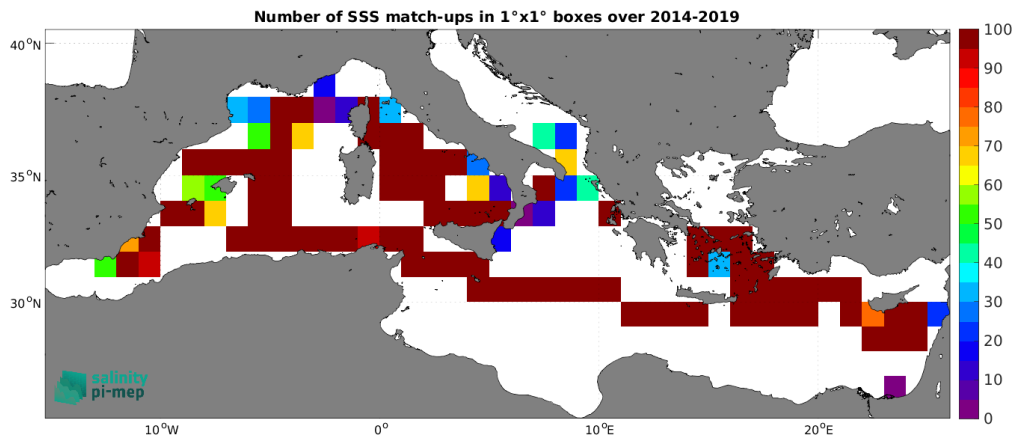 Number of SSS match-ups in 1°x1° boxes over 2014-2019
40°N
35°N
30°N
10°W
0°
10°E
20°E
100
90
80
70
60
50
40
30
20
10
0
salinity
pi-mep